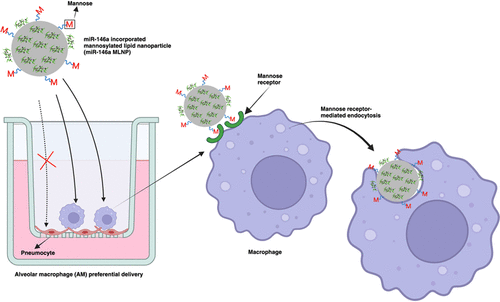 Mannose
M
miR-146a incorporated
mannosylated lipid nanoparticle
(miR-146a MLNP)
M
M
M
M
M
Pneumocyte
Alveolar macrophage (AM) preferential delivery
M
M
M
M
Mannose
receptor
Macrophage
Mannose receptor-
mediated endocytosis
M
M
M
M
M